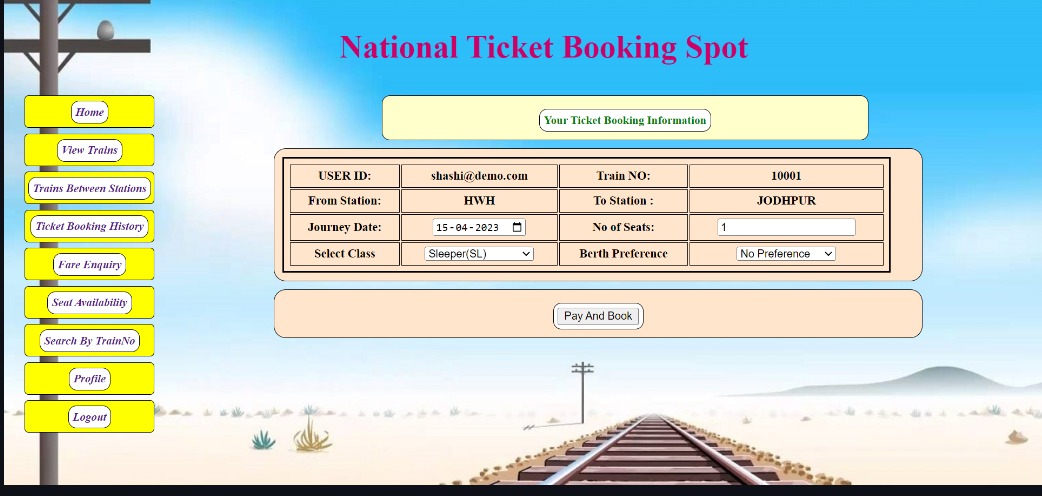 National Ticket Booking Spot
Home
View Trains
Trains Between Stations
Ticket Booking History
Fare Enquiry
Seat Availability
Search By TrainNo
Profile
Logout
Your Ticket Booking Information
USER ID: shashi@demo.com Train NO: 10001
From Station: HWH To Station : JODHPUR
Journey Date: 15-04-2023 No of Seats: 1
Select Class Sleeper(SL) Berth Preference No Preference
Pay And Book